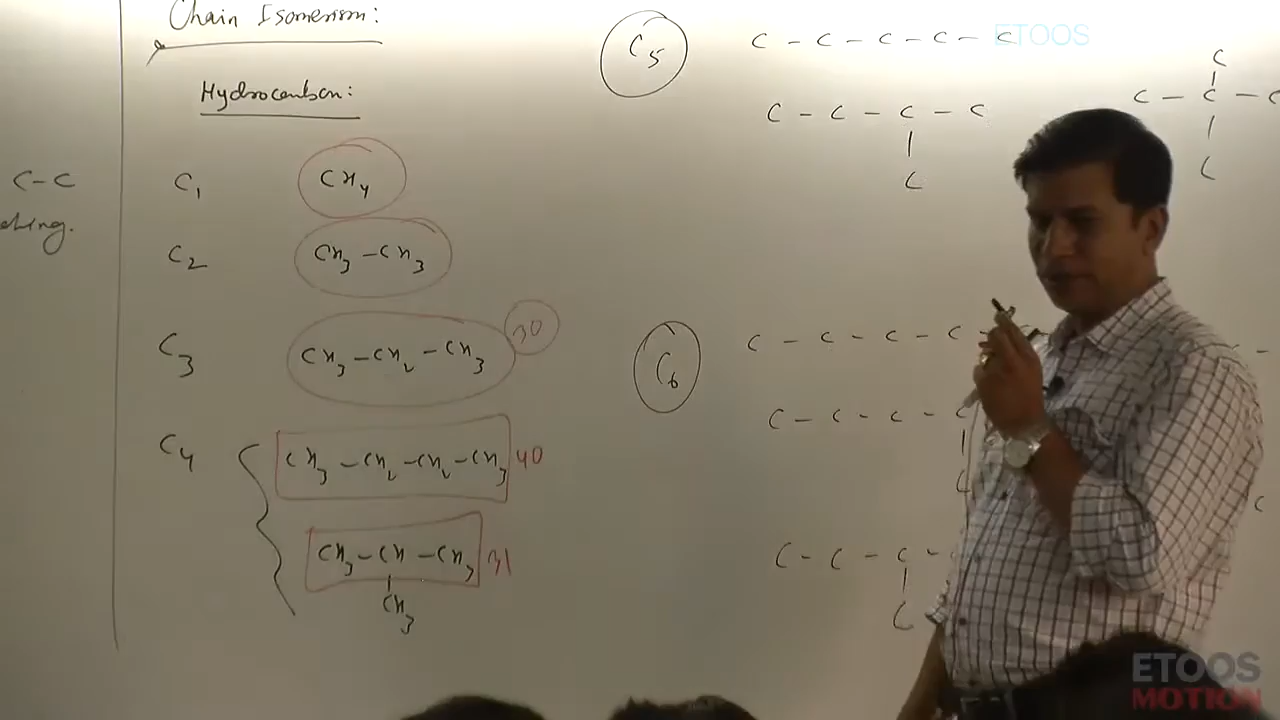 Chain Isomerism:
Hydrocarbon:
C-C
C1 CH4
C2 CH3 - CH3
C3 CH3 - CH2 - CH3 30
C4 CH3 - CH2 - CH2 - CH3 40
CH3 - CH - CH3 31
|
CH3
C5 C - C - C - C - C
C - C - C - C
|
C
C
|
C - C - C
|
C
C6 C - C - C - C -
C - C - C - C
|
C
C - C - C -
|
C
C
ETOOS
ETOOS
MOTION